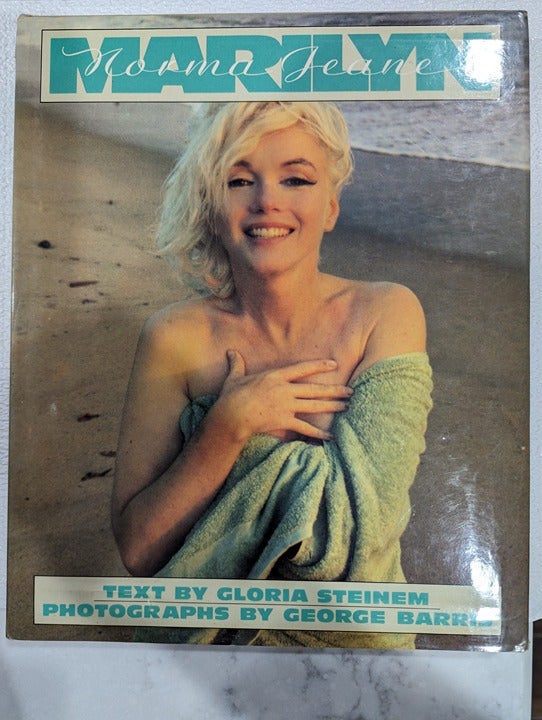 MARILYN
Norma Jeane
TEXT BY GLORIA STEINEM
PHOTOGRAPHS BY GEORGE BARRIS